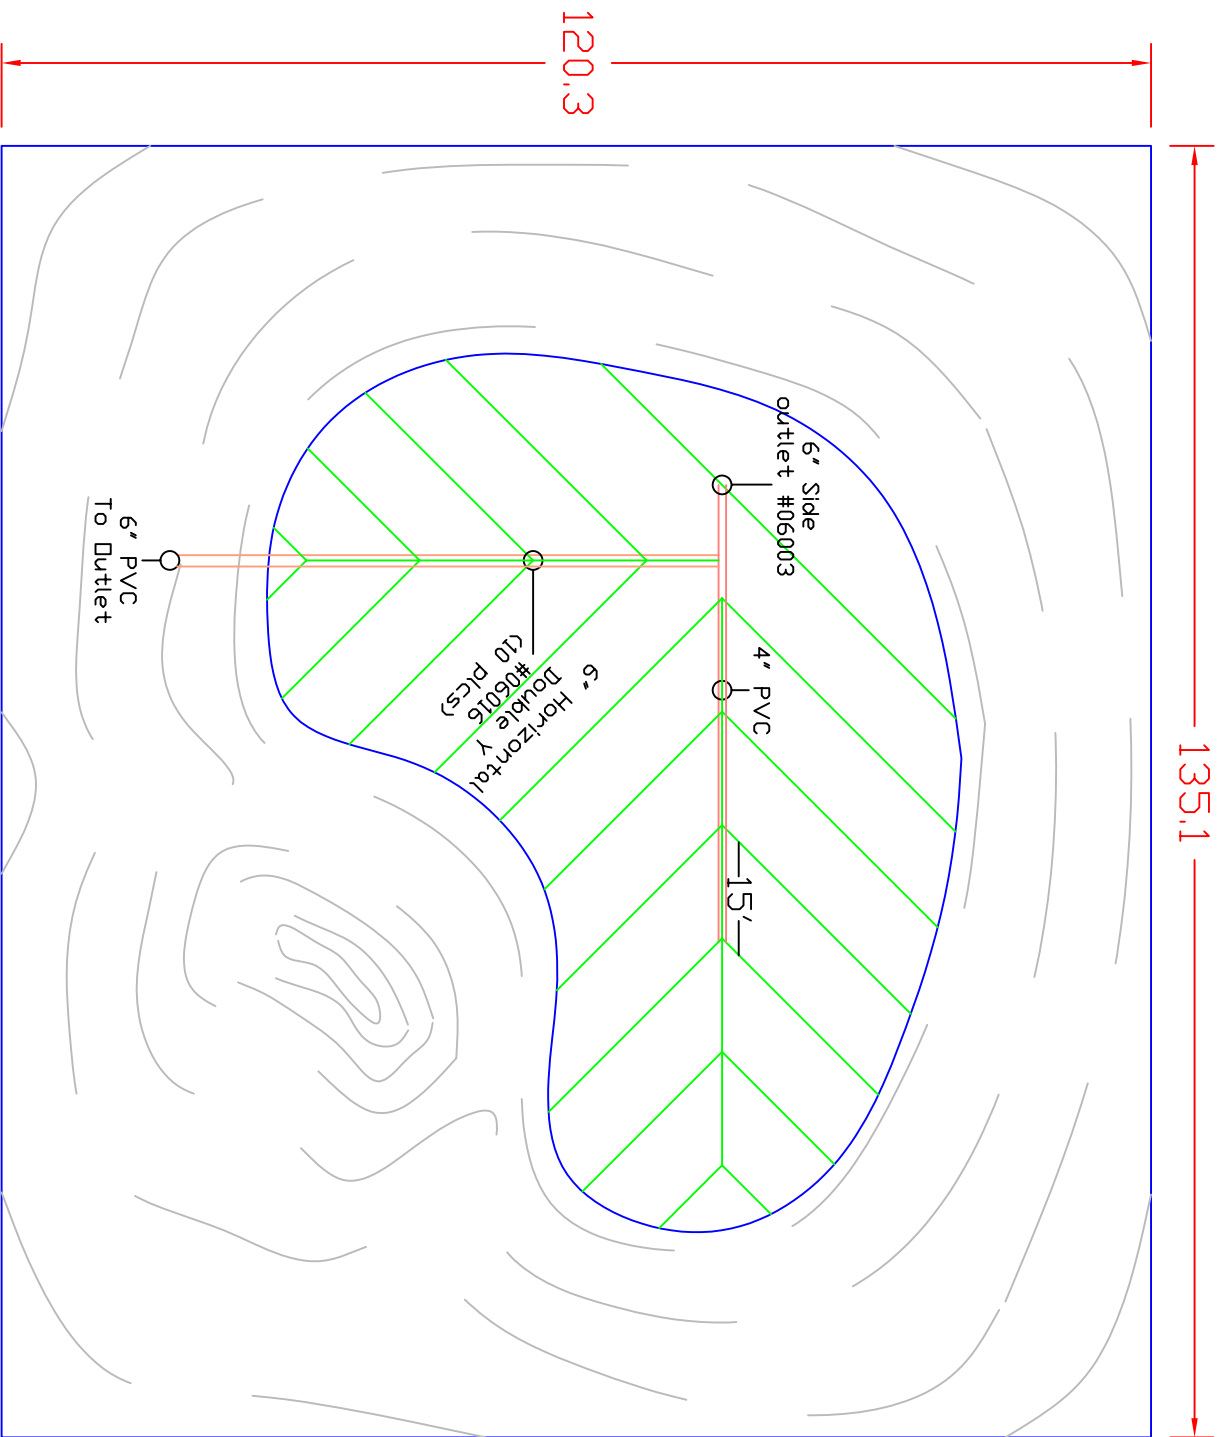 120.3
135.1
6" Side
outlet #06003
4" PVC
15'
6" Horizontal
Double Y
#06016
(10 plcs)
6" PVC
To Outlet